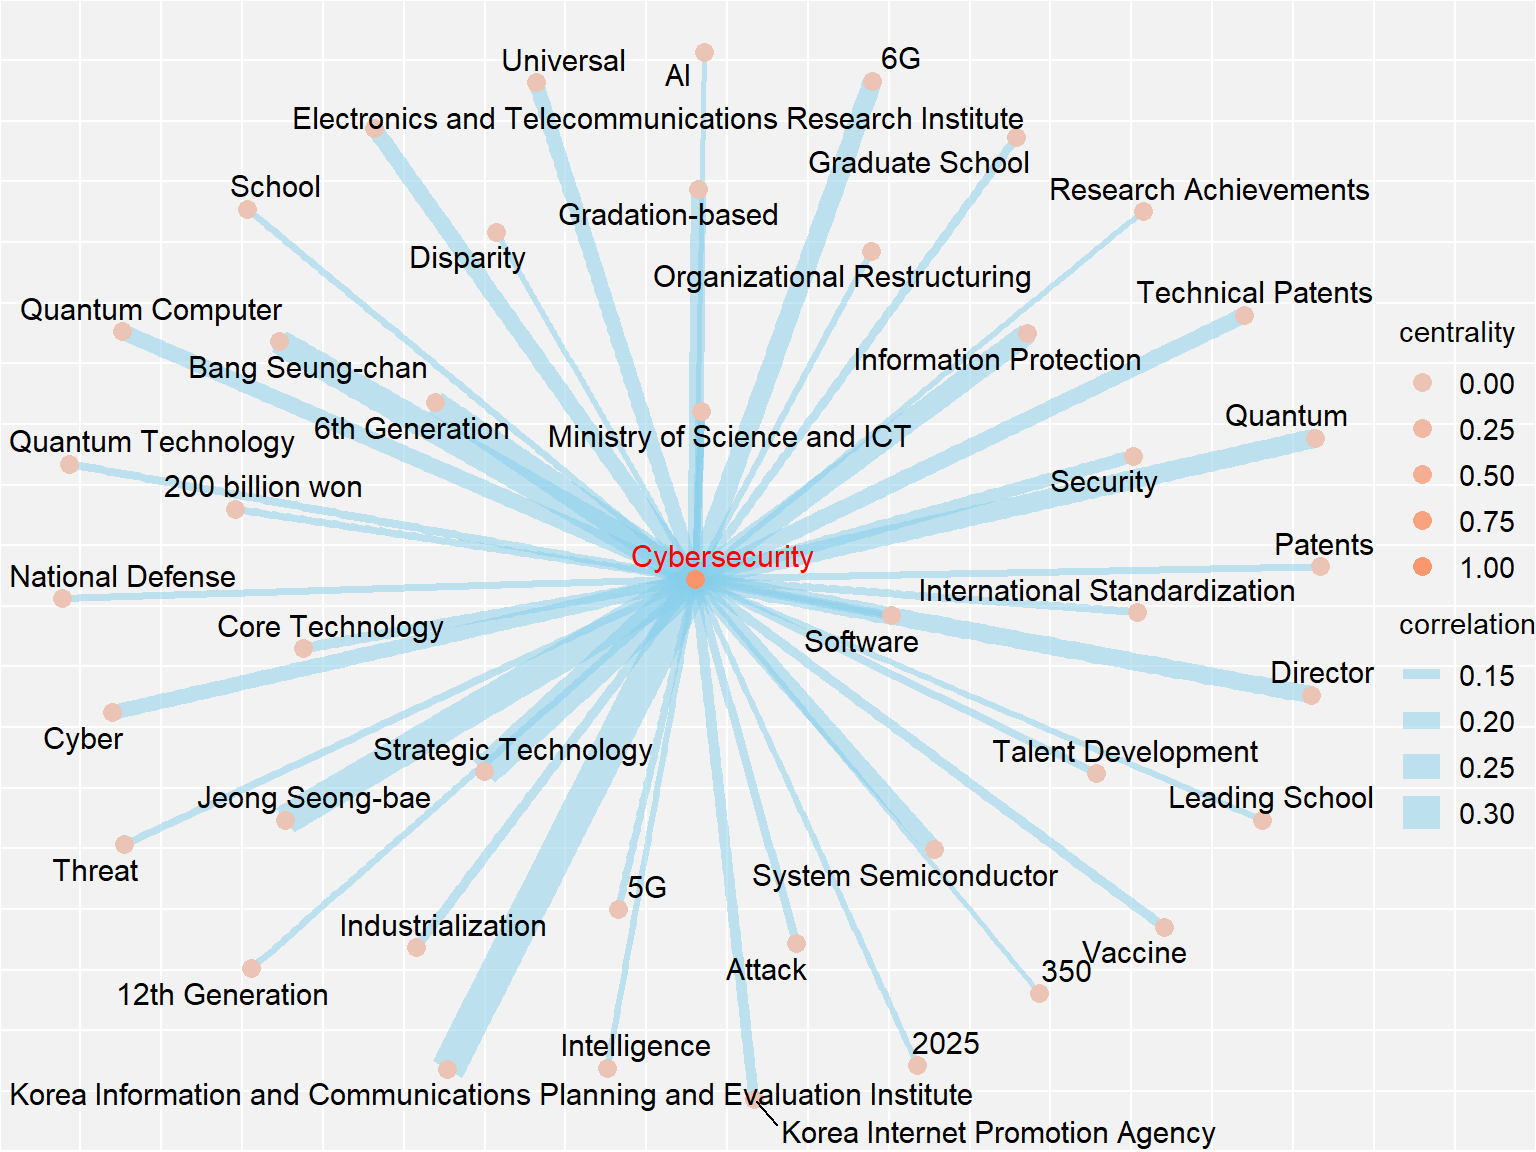 Universal
AI
6G
Electronics and Telecommunications Research Institute
Graduate School
School
Research Achievements
Gradation-based
Disparity
Organizational Restructuring
Technical Patents
Quantum Computer
centrality
Bang Seung-chan
Information Protection
0.00
Quantum
0.25
6th Generation
Ministry of Science and ICT
Quantum Technology
0.50
Security
200 billion won
0.75
Patents
Cybersecurity
1.00
National Defense
International Standardization
Core Technology
correlation
Software
Director
0.15
0.20
Cyber
Strategic Technology
Talent Development
0.25
Jeong Seong-bae
Leading School
0.30
Threat
System Semiconductor
5G
Industrialization
Vaccine
Attack
350
12th Generation
Intelligence
2025
Korea Information and Communications Planning and Evaluation Institute
Korea Internet Promotion Agency